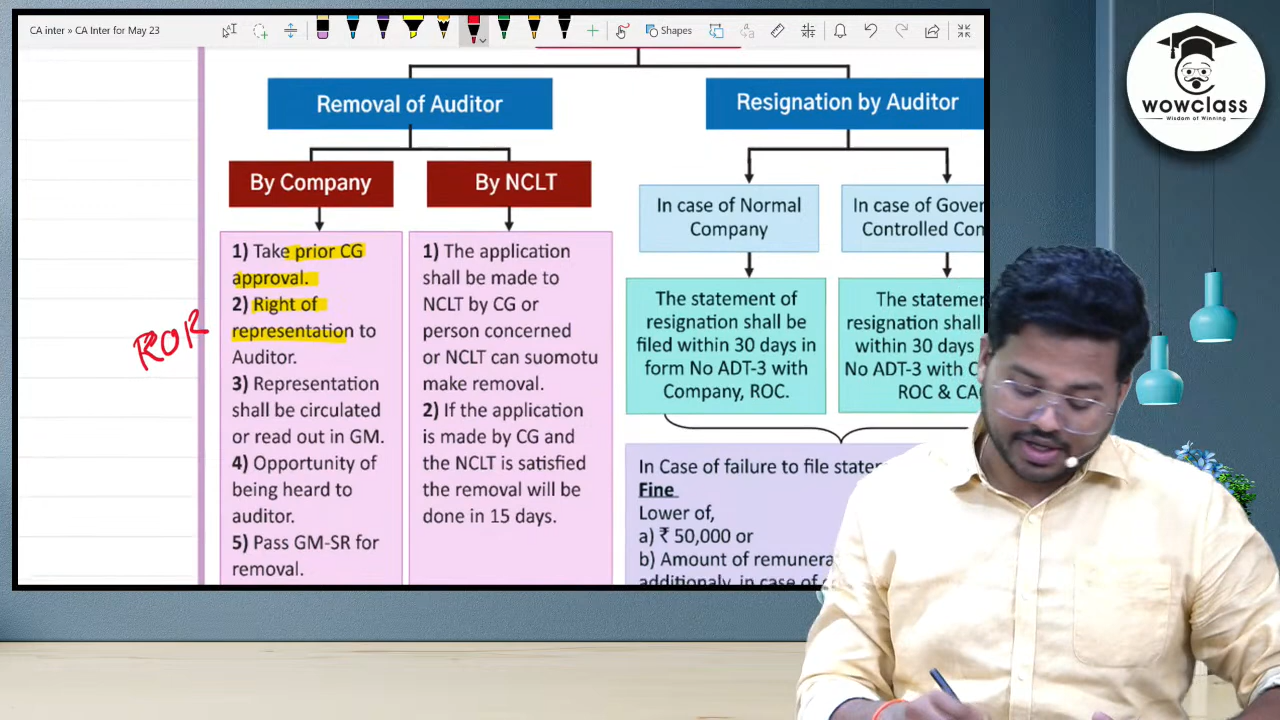 CA inter » CA Inter for May 23
Shapes
wowclass
Wisdom of Winning
Removal of Auditor
Resignation by Auditor
By Company
By NCLT
In case of Normal
Company
In case of Gover
Controlled Con
1) Take prior CG
approval.
2) Right of
representation to
Auditor.
3) Representation
shall be circulated
or read out in GM.
4) Opportunity of
being heard to
auditor.
5) Pass GM-SR for
removal.
ROR
1) The application
shall be made to
NCLT by CG or
person concerned
or NCLT can suomotu
make removal.
2) If the application
is made by CG and
the NCLT is satisfied
the removal will be
done in 15 days.
The statement of
resignation shall be
filed within 30 days in
form No ADT-3 with
Company, ROC.
The statemen
resignation shall
within 30 days
No ADT-3 with C
ROC & CA
In Case of failure to file state
Fine
Lower of,
a) ₹ 50,000 or
b) Amount of remunera
additionaly, in case of